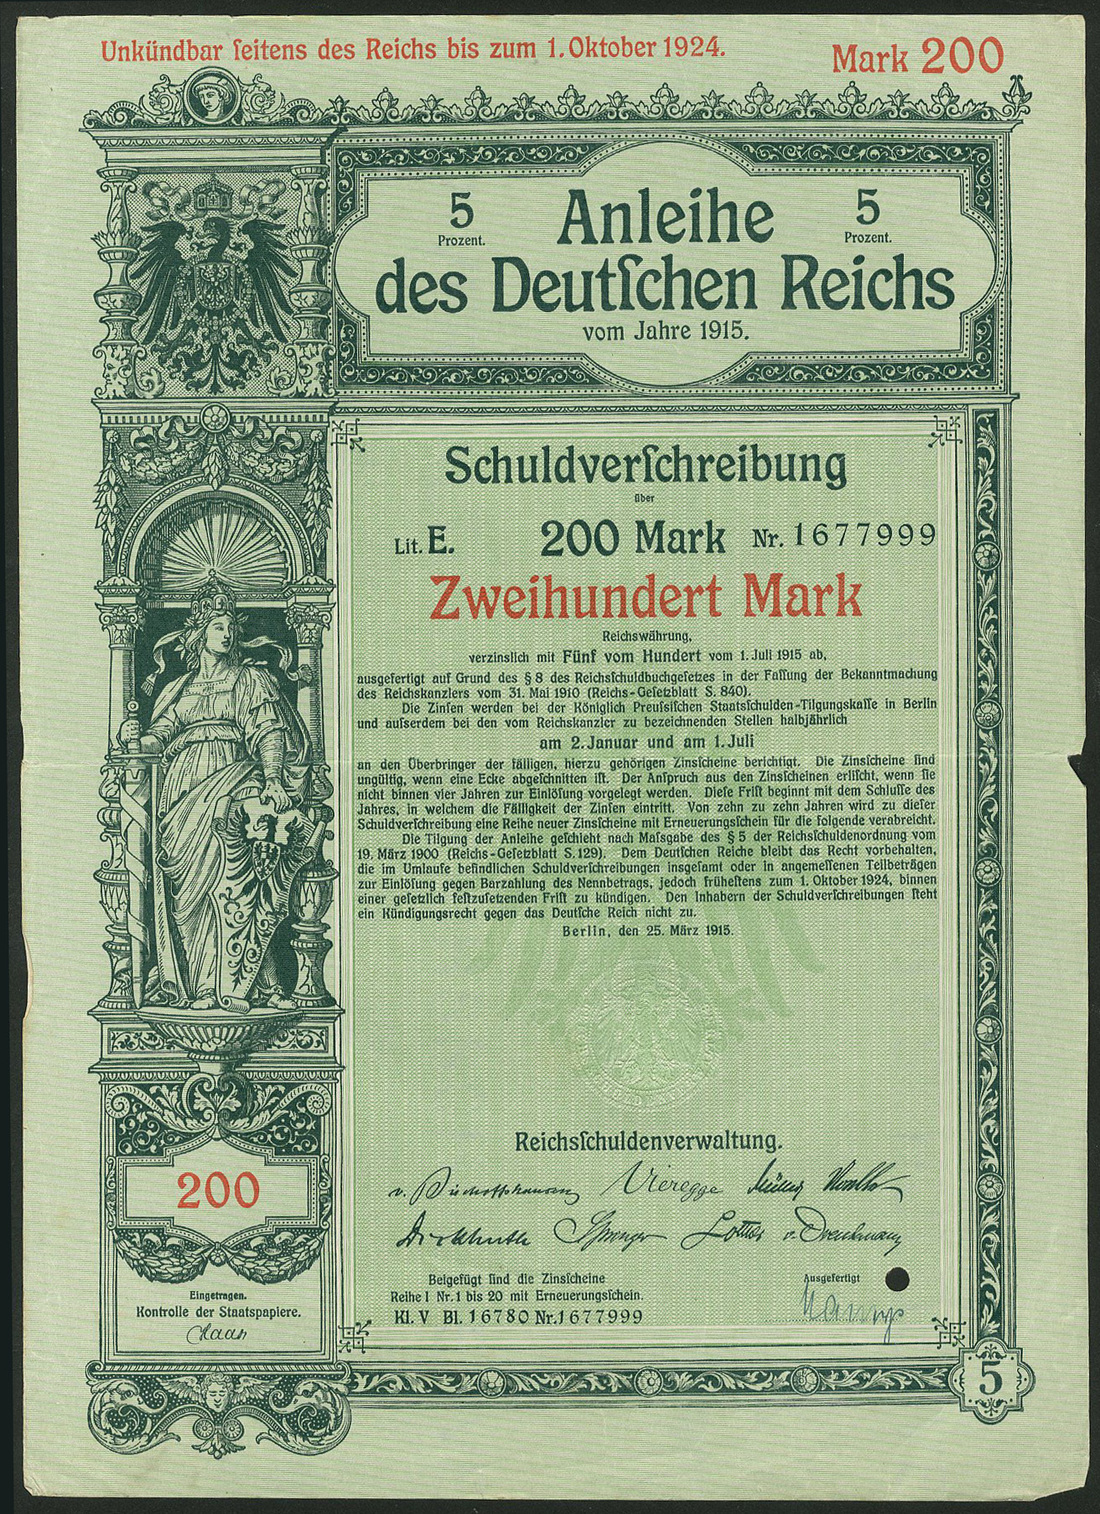 Unkündbar ſeitens des Reichs bis zum 1. Oktober 1924.
Mark 200
5 Prozent.
Anleihe
5 Prozent.
des Deutſchen Reichs
vom Jahre 1915.
Schuldverſchreibung
über
Lit. E. 200 Mark Nr. 1677999
Zweihundert Mark
Reichswährung,
verzinslich mit Fünf vom Hundert vom 1. Juli 1915 ab,
ausgefertigt auf Grund des § 8 des Reichsſchuldbuchgeſetzes in der Faſſung der Bekanntmachung
des Reichskanzlers vom 31. Mai 1910 (Reichs-Geſetzblatt S. 840).
Die Zinſen werden bei der Königlich Preuſsiſchen Staatsſchulden-Tilgungskaſſe in Berlin
und auſserdem bei den vom Reichskanzler zu bezeichnenden Stellen halbjährlich
am 2. Januar und am 1. Juli
an den Überbringer der fälligen, hierzu gehörigen Zinsſcheine berichtigt. Die Zinsſcheine ſind
ungültig, wenn eine Ecke abgeſchnitten iſt. Der Anſpruch aus den Zinsſcheinen erliſcht, wenn ſie
nicht binnen vier Jahren zur Einlöſung vorgelegt werden. Dieſe Friſt beginnt mit dem Schluſſe des
Jahres, in welchem die Fälligkeit der Zinſen eintritt. Von zehn zu zehn Jahren wird zu dieſer
Schuldverſchreibung eine Reihe neuer Zinsſcheine mit Erneuerungsſchein für die folgende verabreicht.
Die Tilgung der Anleihe geſchieht nach Maſsgabe des § 5 der Reichsſchuldenordnung vom
19. März 1900 (Reichs-Geſetzblatt S. 129). Dem Deutſchen Reiche bleibt das Recht vorbehalten,
die im Umlaufe befindlichen Schuldverſchreibungen insgeſamt oder in angemeſſenen Teilbeträgen
zur Einlöſung gegen Barzahlung des Nennbetrags, jedoch früheſtens zum 1. Oktober 1924, binnen
einer geſetzlich feſtzuſetzenden Friſt zu kündigen. Den Inhabern der Schuldverſchreibungen ſteht
ein Kündigungsrecht gegen das Deutſche Reich nicht zu.
Berlin, den 25. März 1915.
Reichsſchuldenverwaltung.
v. Bischoffshausen Vieregge Müller
Springer
200
Eingetragen.
Kontrolle der Staatspapiere.
Beigefügt ſind die Zinsſcheine
Reihe I Nr. 1 bis 20 mit Erneuerungsſchein.
Kl. V Bl. 16780 Nr. 1677999
Ausgefertigt
5